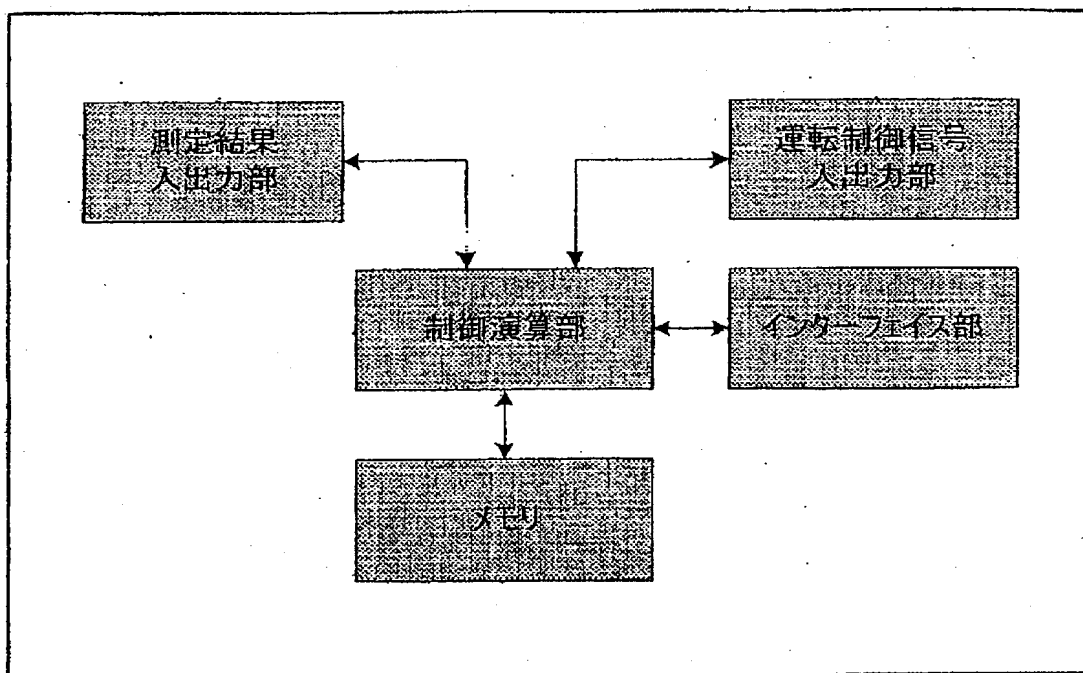 測定結果
入出力部
運転制御信号
入出力部
制御演算部
インターフェイス部
メモリ